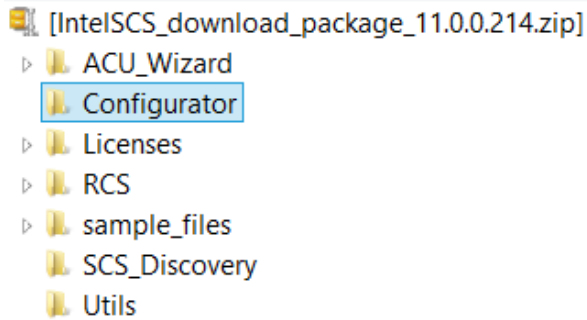 [IntelSCS_download_package_11.0.0.214.zip]
ACU_Wizard
Configurator
Licenses
RCS
sample_files
SCS_Discovery
Utils